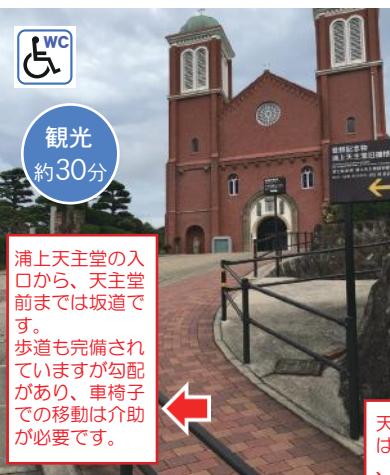 WC
観光
約30分
浦上天主堂の入
口から、天主堂
前までは坂道で
す。
歩道も完備され
ていますが勾配
があり、車椅子
での移動は介助
が必要です。
天
は